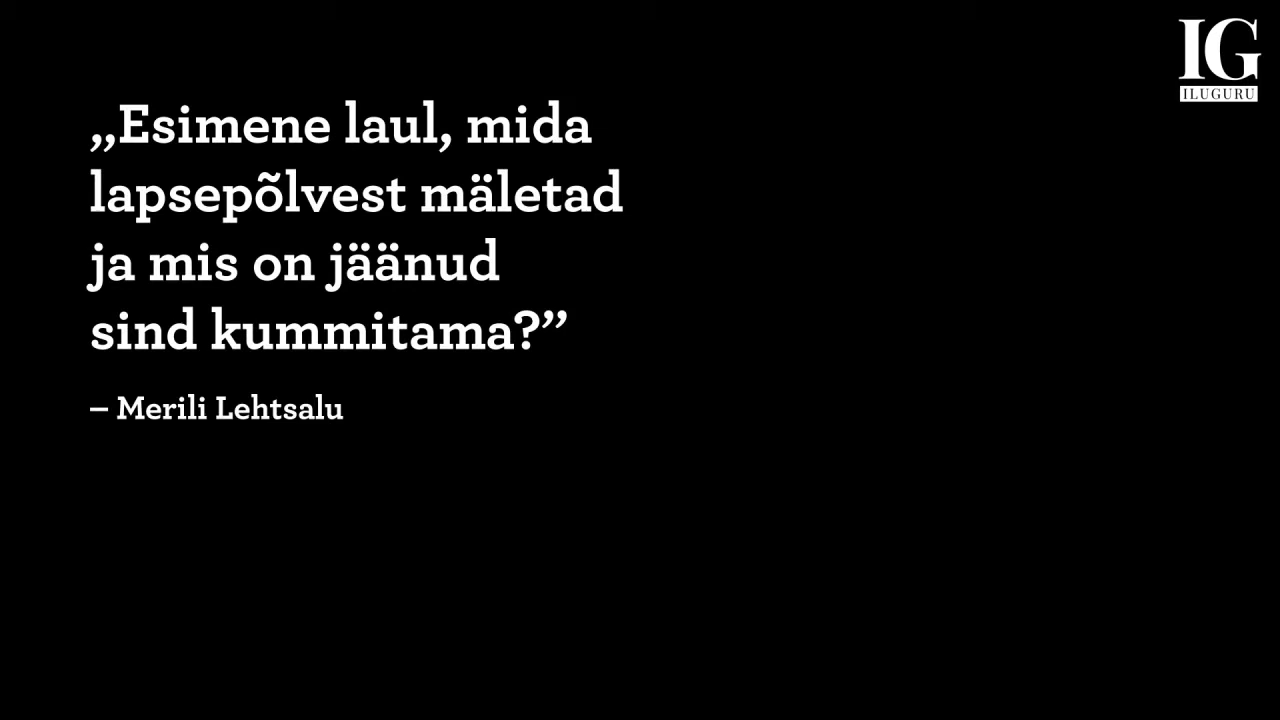 IG
ILUGURU
„Esimene laul, mida
lapsepõlvest mäletad
ja mis on jäänud
sind kummitama?”
– Merili Lehtsalu